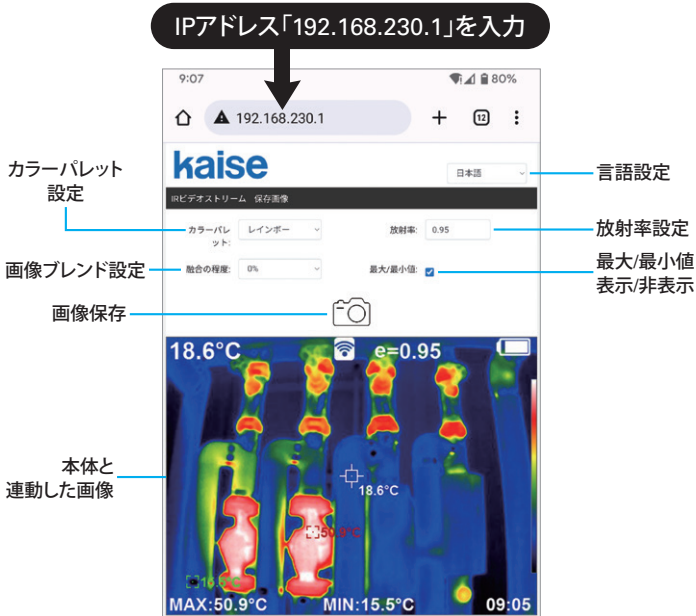 IPアドレス「192.168.230.1」を入力
9:07
80%
192.168.230.1
12
kaise
日本語
言語設定
IRビデオストリーム 保存画像
カラーパレット
設定
カラーパレ
ット:
レインボー
放射率:
0.95
放射率設定
画像ブレンド設定
融合の程度:
0%
最大/最小値:
最大/最小値
表示/非表示
画像保存
18.6°C
e=0.95
本体と
連動した画像
18.6°C
50.9°C
MAX:50.9°C
MIN:15.5°C
09:05